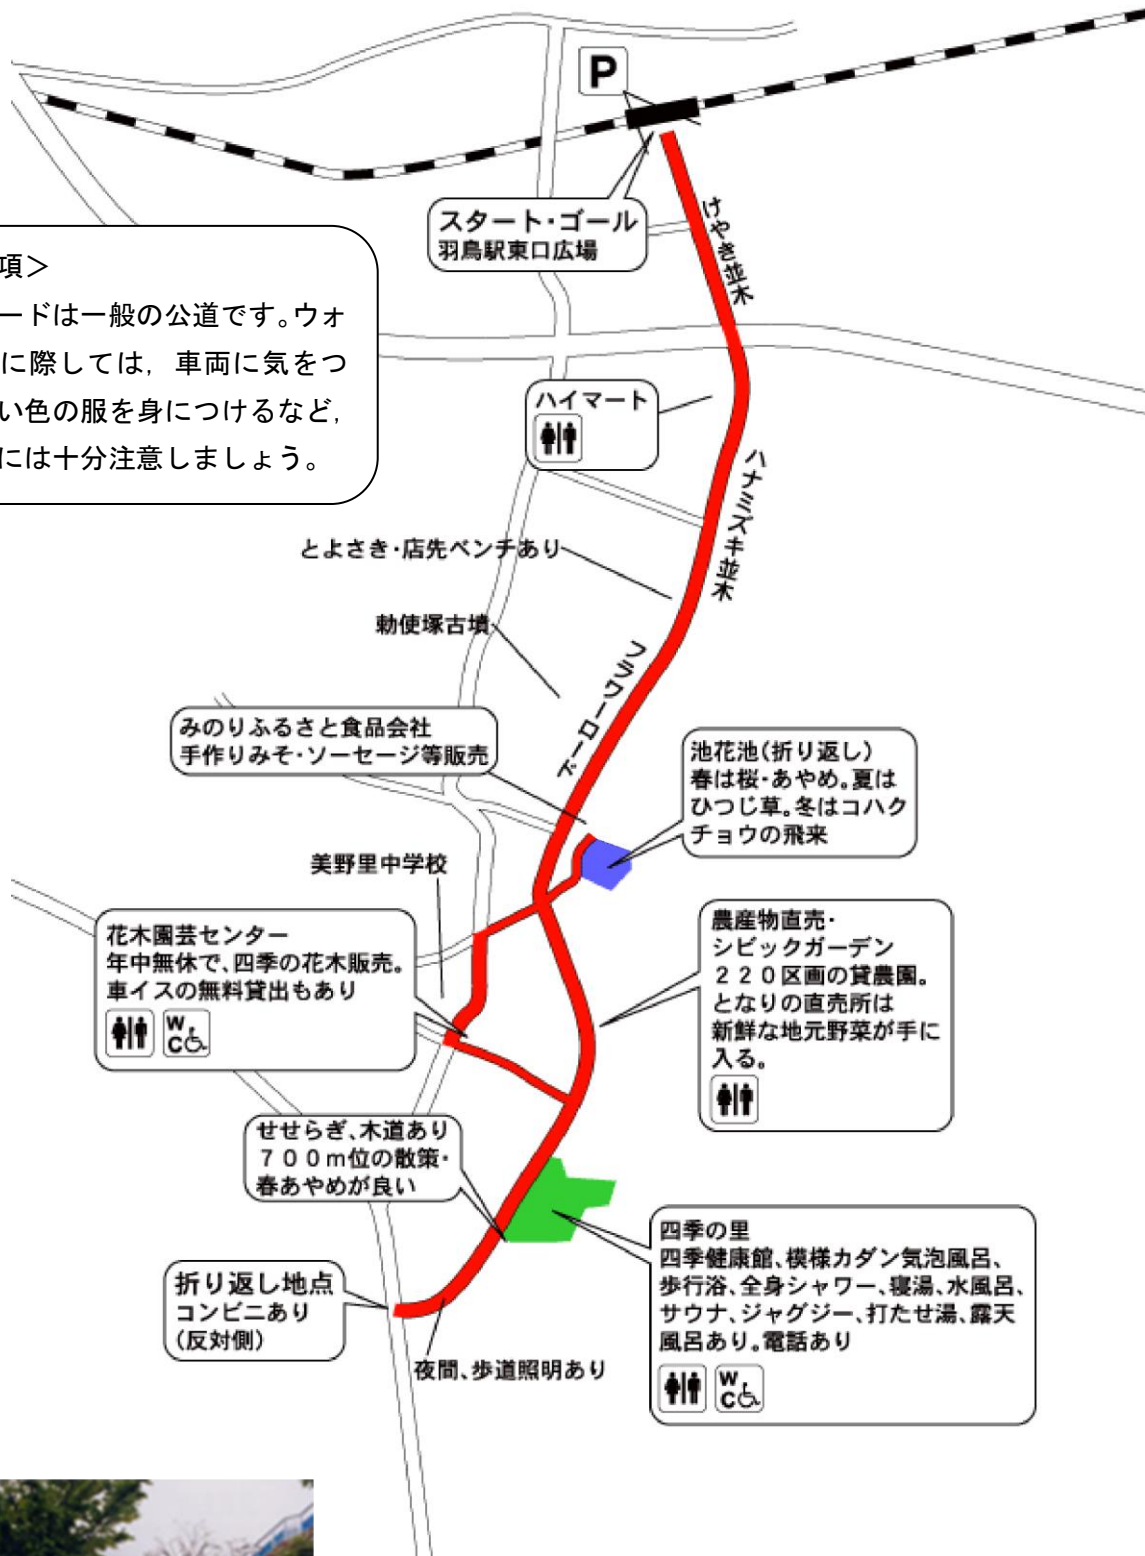 P
スタート・ゴール
羽鳥駅東口広場
けやき並木
項＞
ードは一般の公道です。ウォ
に際しては，車両に気をつ
い色の服を身につけるなど，
には十分注意しましょう。
ハイマート
ハナミズキ並木
とよさき・店先ベンチあり
勅使塚古墳
フラワーロード
みのりふるさと食品会社
手作りみそ・ソーセージ等販売
池花池(折り返し)
春は桜・あやめ。夏は
ひつじ草。冬はコハク
チョウの飛来
美野里中学校
花木園芸センター
年中無休で、四季の花木販売。
車イスの無料貸出もあり
WC
農産物直売・
シビックガーデン
２２０区画の貸農園。
となりの直売所は
新鮮な地元野菜が手に
入る。
せせらぎ、木道あり
７００ｍ位の散策・
春あやめが良い
四季の里
四季健康館、模様カダン気泡風呂、
歩行浴、全身シャワー、寝湯、水風呂、
サウナ、ジャグジー、打たせ湯、露天
風呂あり。電話あり
WC
折り返し地点
コンビニあり
(反対側)
夜間、歩道照明あり